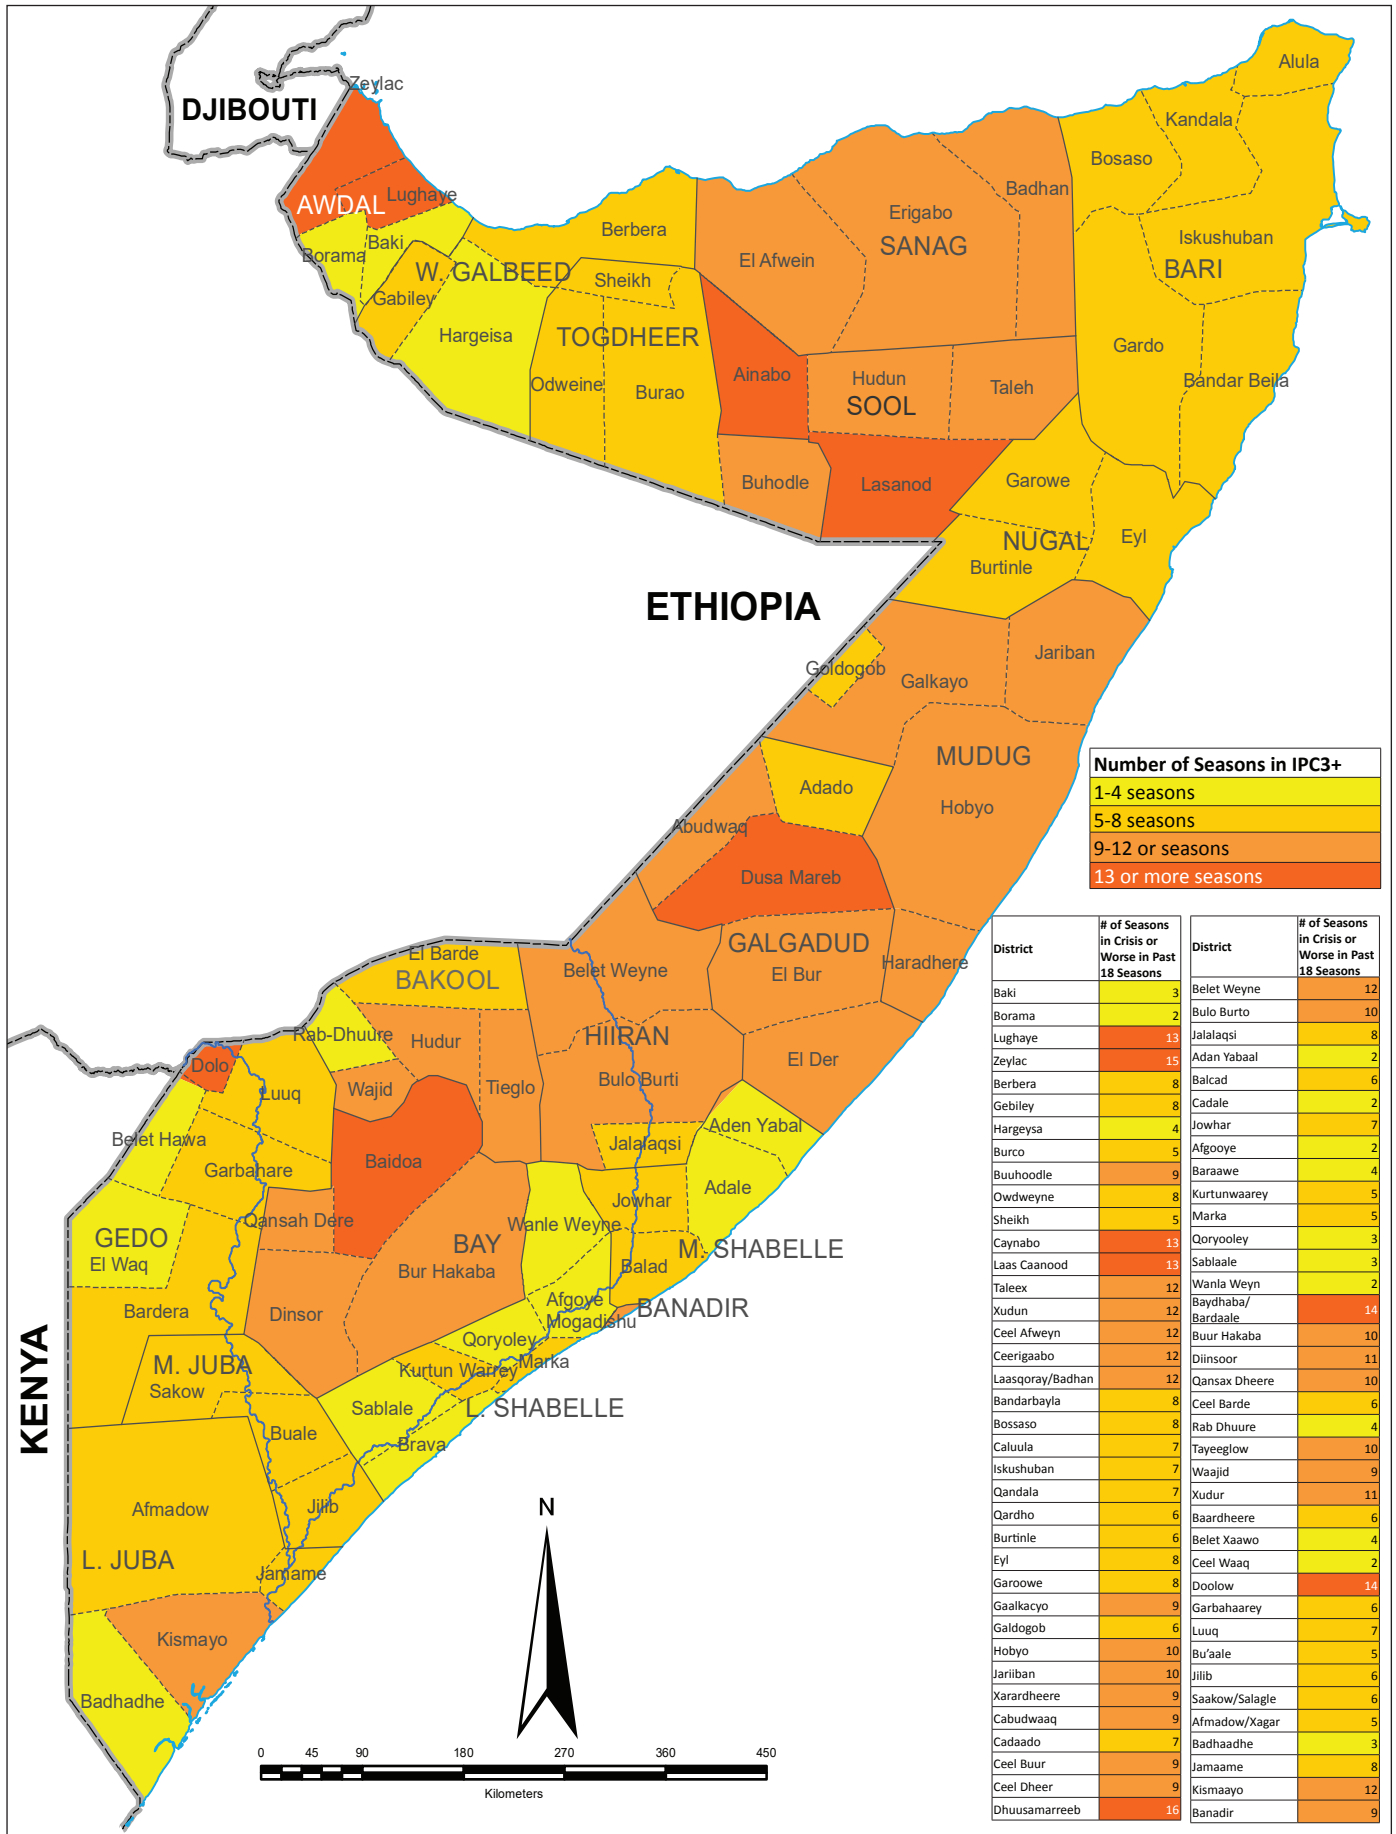 Zeylac
DJIBOUTI
Alula
Kandala
Bosaso
Lughaye
AWDAL
Badhan
Erigabo
SANAG
Berbera
Iskushuban
BARI
Baki
Borama
El Afwein
W. GALBEED
Sheikh
Gabiley
Hargeisa
TOGDHEER
Gardo
Odweine
Burao
Ainabo
Hudun
SOOL
Taleh
Bandar Beila
Buhodle
Lasanod
Garowe
NUGAL
Eyl
Burtinle
ETHIOPIA
Jariban
Goldogob
Galkayo
MUDUG
Adado
Hobyo
Abudwaq
Dusa Mareb
Number of Seasons in IPC3+
1-4 seasons
5-8 seasons
9-12 or seasons
13 or more seasons
GALGADUD
El Barde
BAKOOL
Belet Weyne
El Bur
Haradhere
Rab-Dhuure
Hudur
HIIRAN
Dolo
Luuq
Wajid
Tieglo
Bulo Burti
El Der
Belet Hawa
Garbahare
Baidoa
Jalalaqsi
Aden Yabal
Adale
Jowhar
Qansah Dere
Wanle Weyne
GEDO
El Waq
BAY
Bur Hakaba
M. SHABELLE
Balad
Bardera
Dinsor
Afgoye
Mogadishu
BANADIR
Qoryoley
Marka
M. JUBA
Sakow
Kurtun Warrey
KENYA
Sablale
L. SHABELLE
Buale
Brava
Afmadow
Jilib
L. JUBA
Jamame
Kismayo
Badhadhe
N
0 45 90 180 270 360 450
Kilometers
District # of Seasons
in Crisis or
Worse in Past
18 Seasons
Baki 3
Borama 2
Lughaye 13
Zeylac 15
Berbera 8
Gebiley 8
Hargeysa 4
Burco 5
Buuhoodle 9
Owdweyne 8
Sheikh 5
Caynabo 13
Laas Caanood 13
Taleex 12
Xudun 12
Ceel Afweyn 12
Ceerigaabo 12
Laasqoray/Badhan 12
Bandarbayla 8
Bossaso 8
Caluula 7
Iskushuban 7
Qandala 7
Qardho 6
Burtinle 6
Eyl 8
Garoowe 8
Gaalkacyo 9
Galdogob 6
Hobyo 10
Jariiban 10
Xarardheere 9
Cabudwaaq 9
Cadaado 7
Ceel Buur 9
Ceel Dheer 9
Dhuusamarreeb 16
District # of Seasons
in Crisis or
Worse in Past
18 Seasons
Belet Weyne 12
Bulo Burto 10
Jalalaqsi 8
Adan Yabaal 2
Balcad 6
Cadale 2
Jowhar 7
Afgooye 2
Baraawe 4
Kurtunwaarey 5
Marka 5
Qoryooley 3
Sablaale 3
Wanla Weyn 2
Baydhaba/
Bardaale 14
Buur Hakaba 10
Diinsoor 11
Qansax Dheere 10
Ceel Barde 6
Rab Dhuure 4
Tayeeglow 10
Waajid 9
Xudur 11
Baardheere 6
Belet Xaawo 4
Ceel Waaq 2
Doolow 14
Garbahaarey 6
Luuq 7
Bu'aale 5
Jilib 6
Saakow/Salagle 6
Afmadow/Xagar 5
Badhaadhe 3
Jamaame 8
Kismaayo 12
Banadir 9